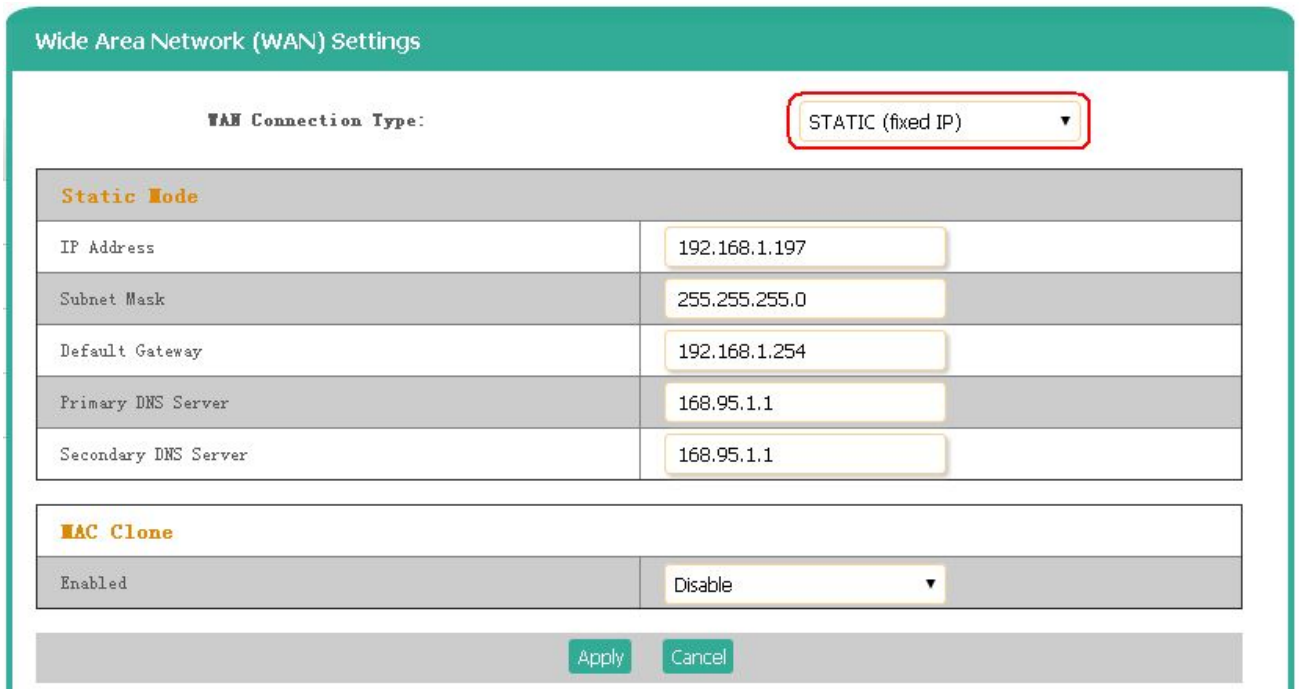 Wide Area Network (WAN) Settings
WAN Connection Type: STATIC (fixed IP)
Static Mode
IP Address 192.168.1.197
Subnet Mask 255.255.255.0
Default Gateway 192.168.1.254
Primary DNS Server 168.95.1.1
Secondary DNS Server 168.95.1.1
MAC Clone
Enabled Disable
Apply Cancel